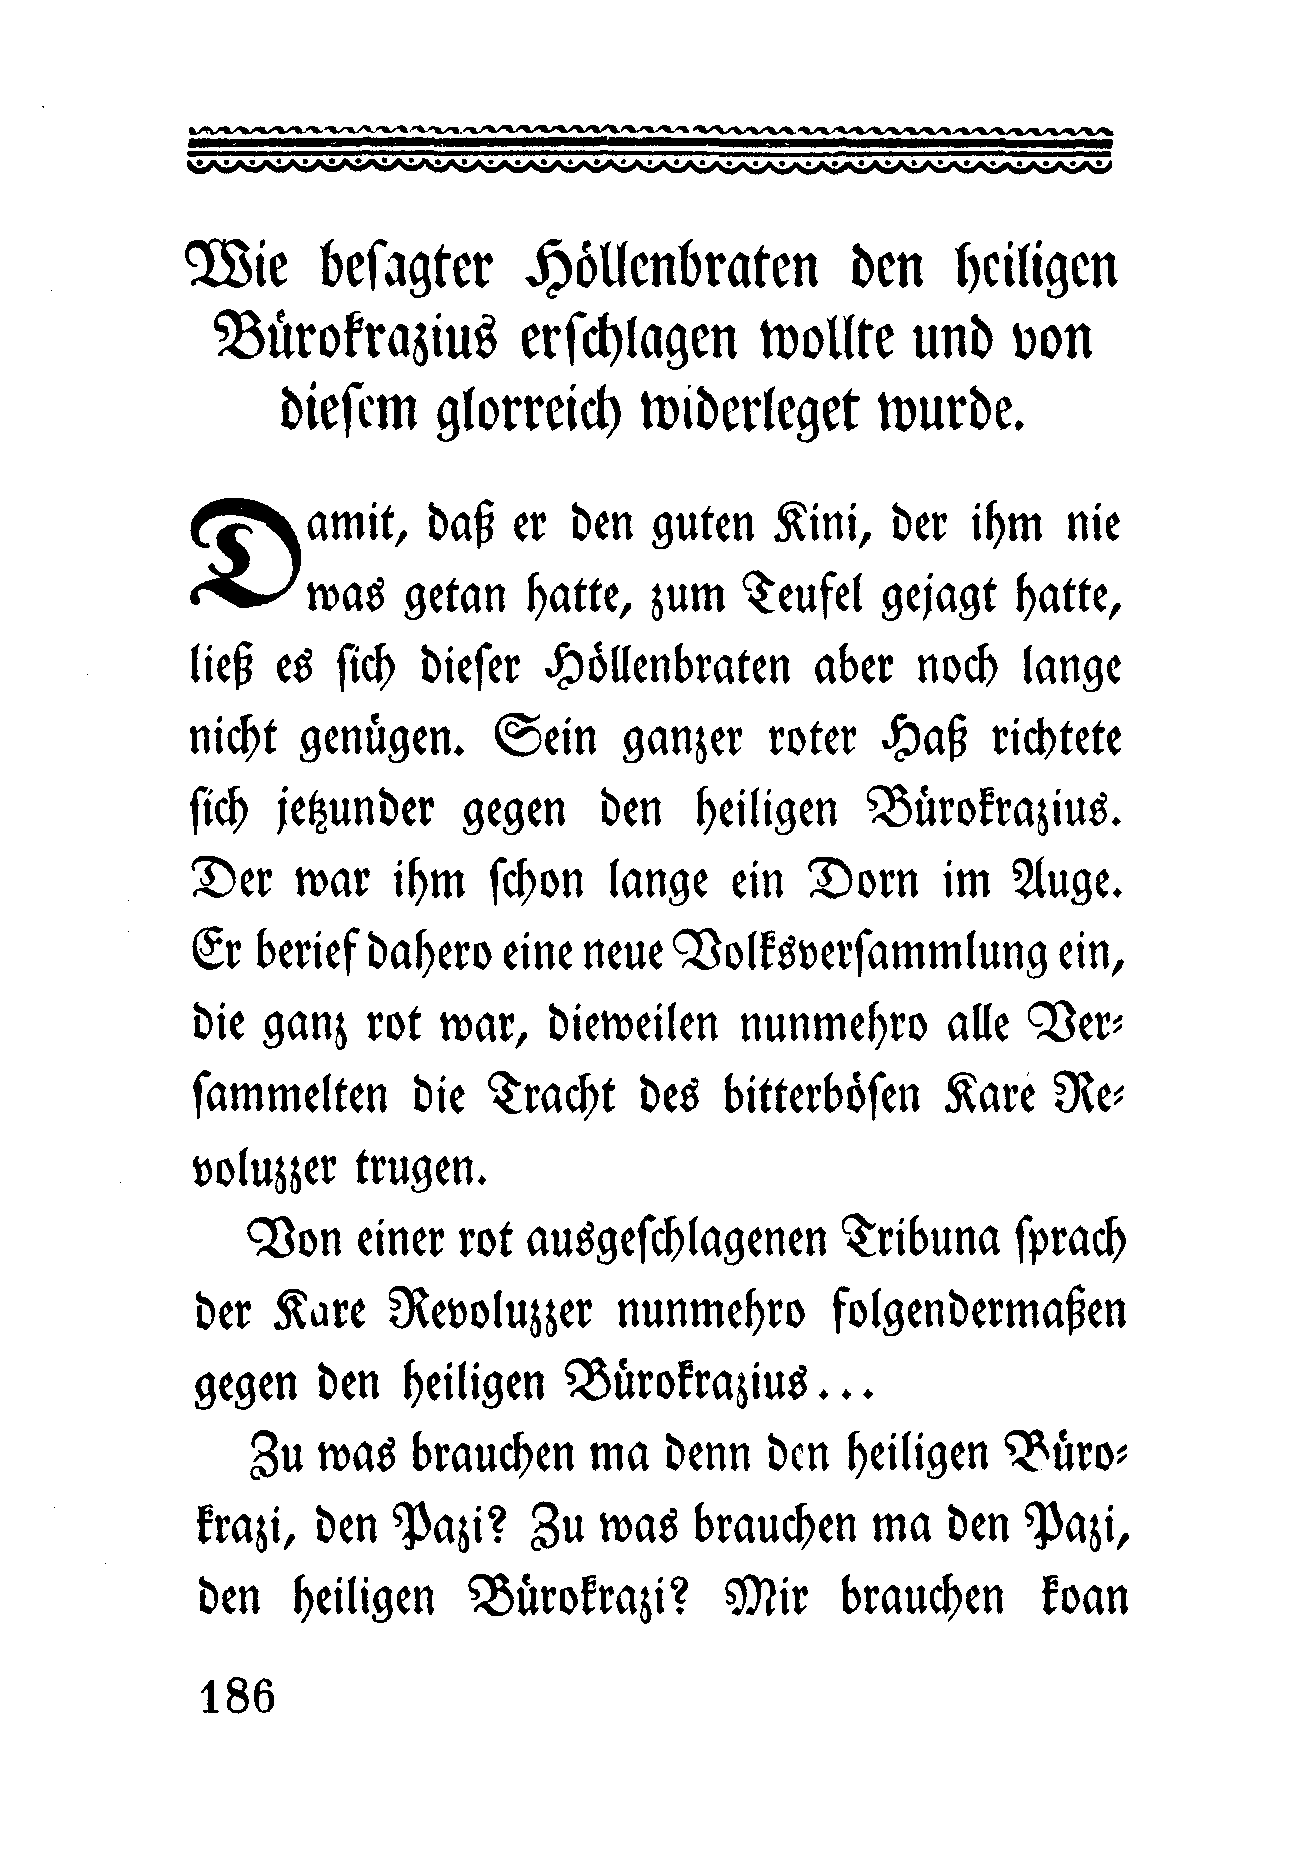 Wie besagter Höllenbraten den heiligen
Bürokrazius erschlagen wollte und von
diesem glorreich widerleget wurde.
Damit, daß er den guten Kini, der ihm nie
was getan hatte, zum Teufel gejagt hatte,
ließ es sich dieser Höllenbraten aber noch lange
nicht genügen. Sein ganzer roter Haß richtete
sich jetzunder gegen den heiligen Bürokrazius.
Der war ihm schon lange ein Dorn im Auge.
Er berief dahero eine neue Volksversammlung ein,
die ganz rot war, dieweilen nunmehro alle Ver-
sammelten die Tracht des bitterbösen Kare Re-
voluzzer trugen.
Von einer rot ausgeschlagenen Tribuna sprach
der Kare Revoluzzer nunmehro folgendermaßen
gegen den heiligen Bürokrazius...
Zu was brauchen ma denn den heiligen Büro-
krazi, den Pazi? Zu was brauchen ma den Pazi,
den heiligen Bürokrazi? Mir brauchen koan
186